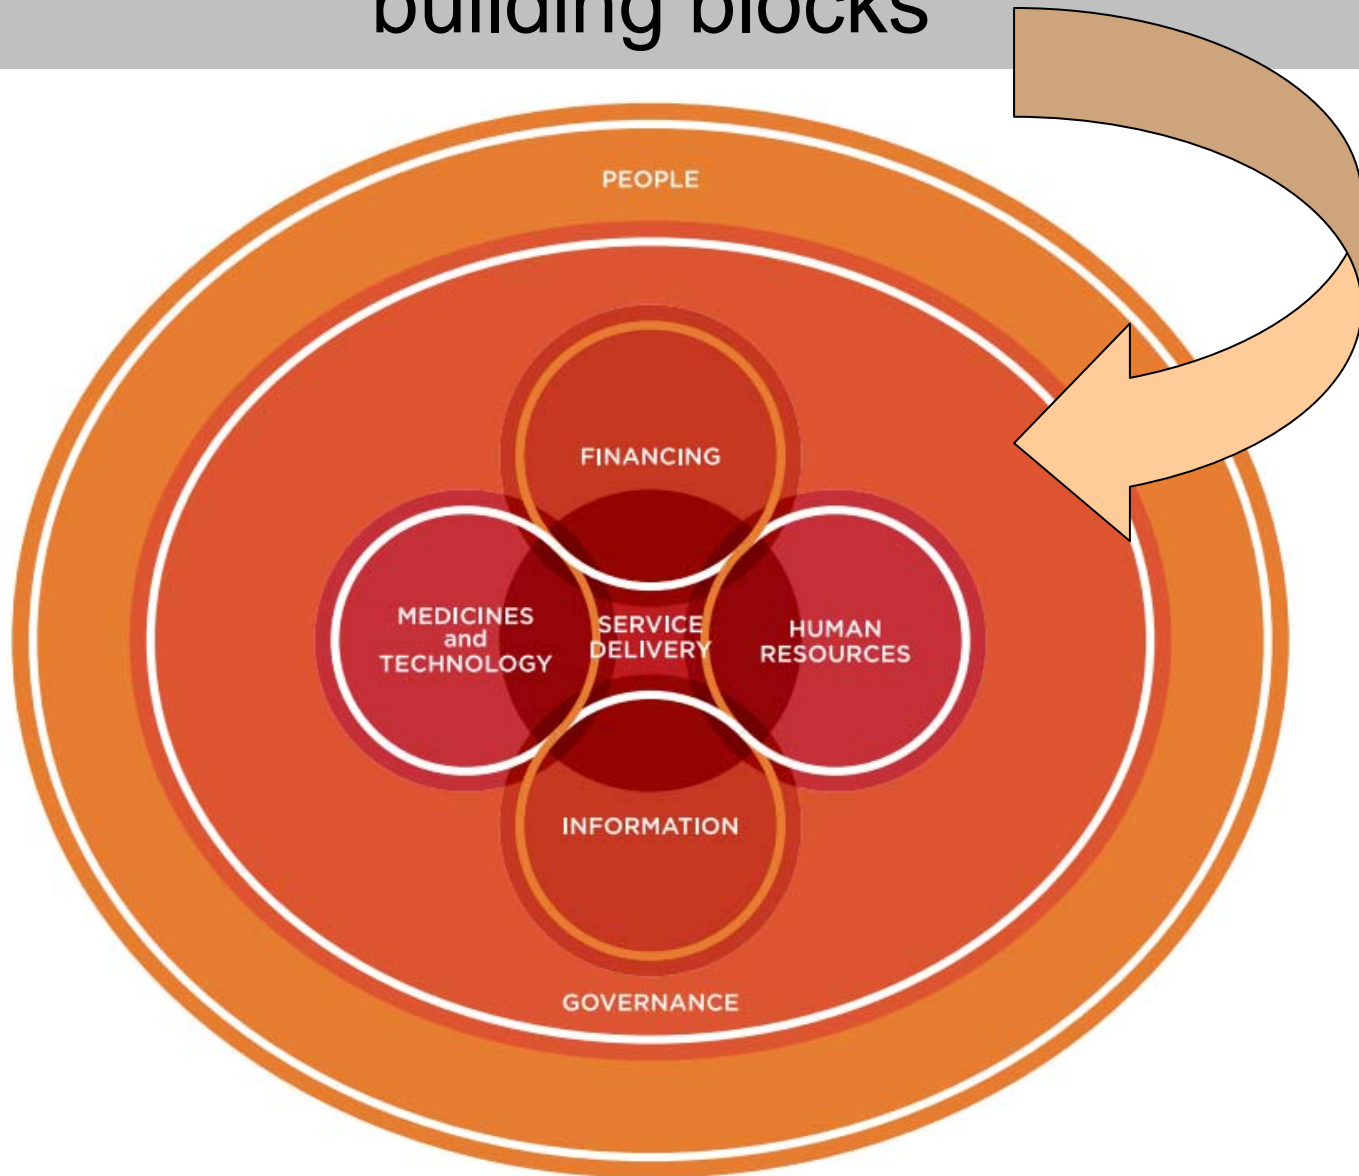 building blocks
PEOPLE
FINANCING
MEDICINES
and
TECHNOLOGY
SERVICE
DELIVERY
HUMAN
RESOURCES
INFORMATION
GOVERNANCE